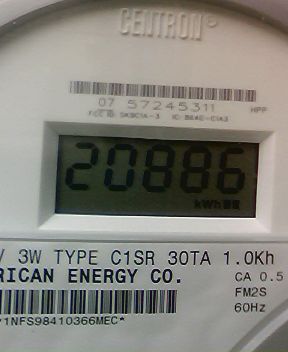 CENTRON®
07 57245311 HPP
20886
kWh
V 3W TYPE C1SR 30TA 1.0Kh
RICAN ENERGY CO. CA 0.5
FM2S
60Hz
*1NFS98410366MEC*